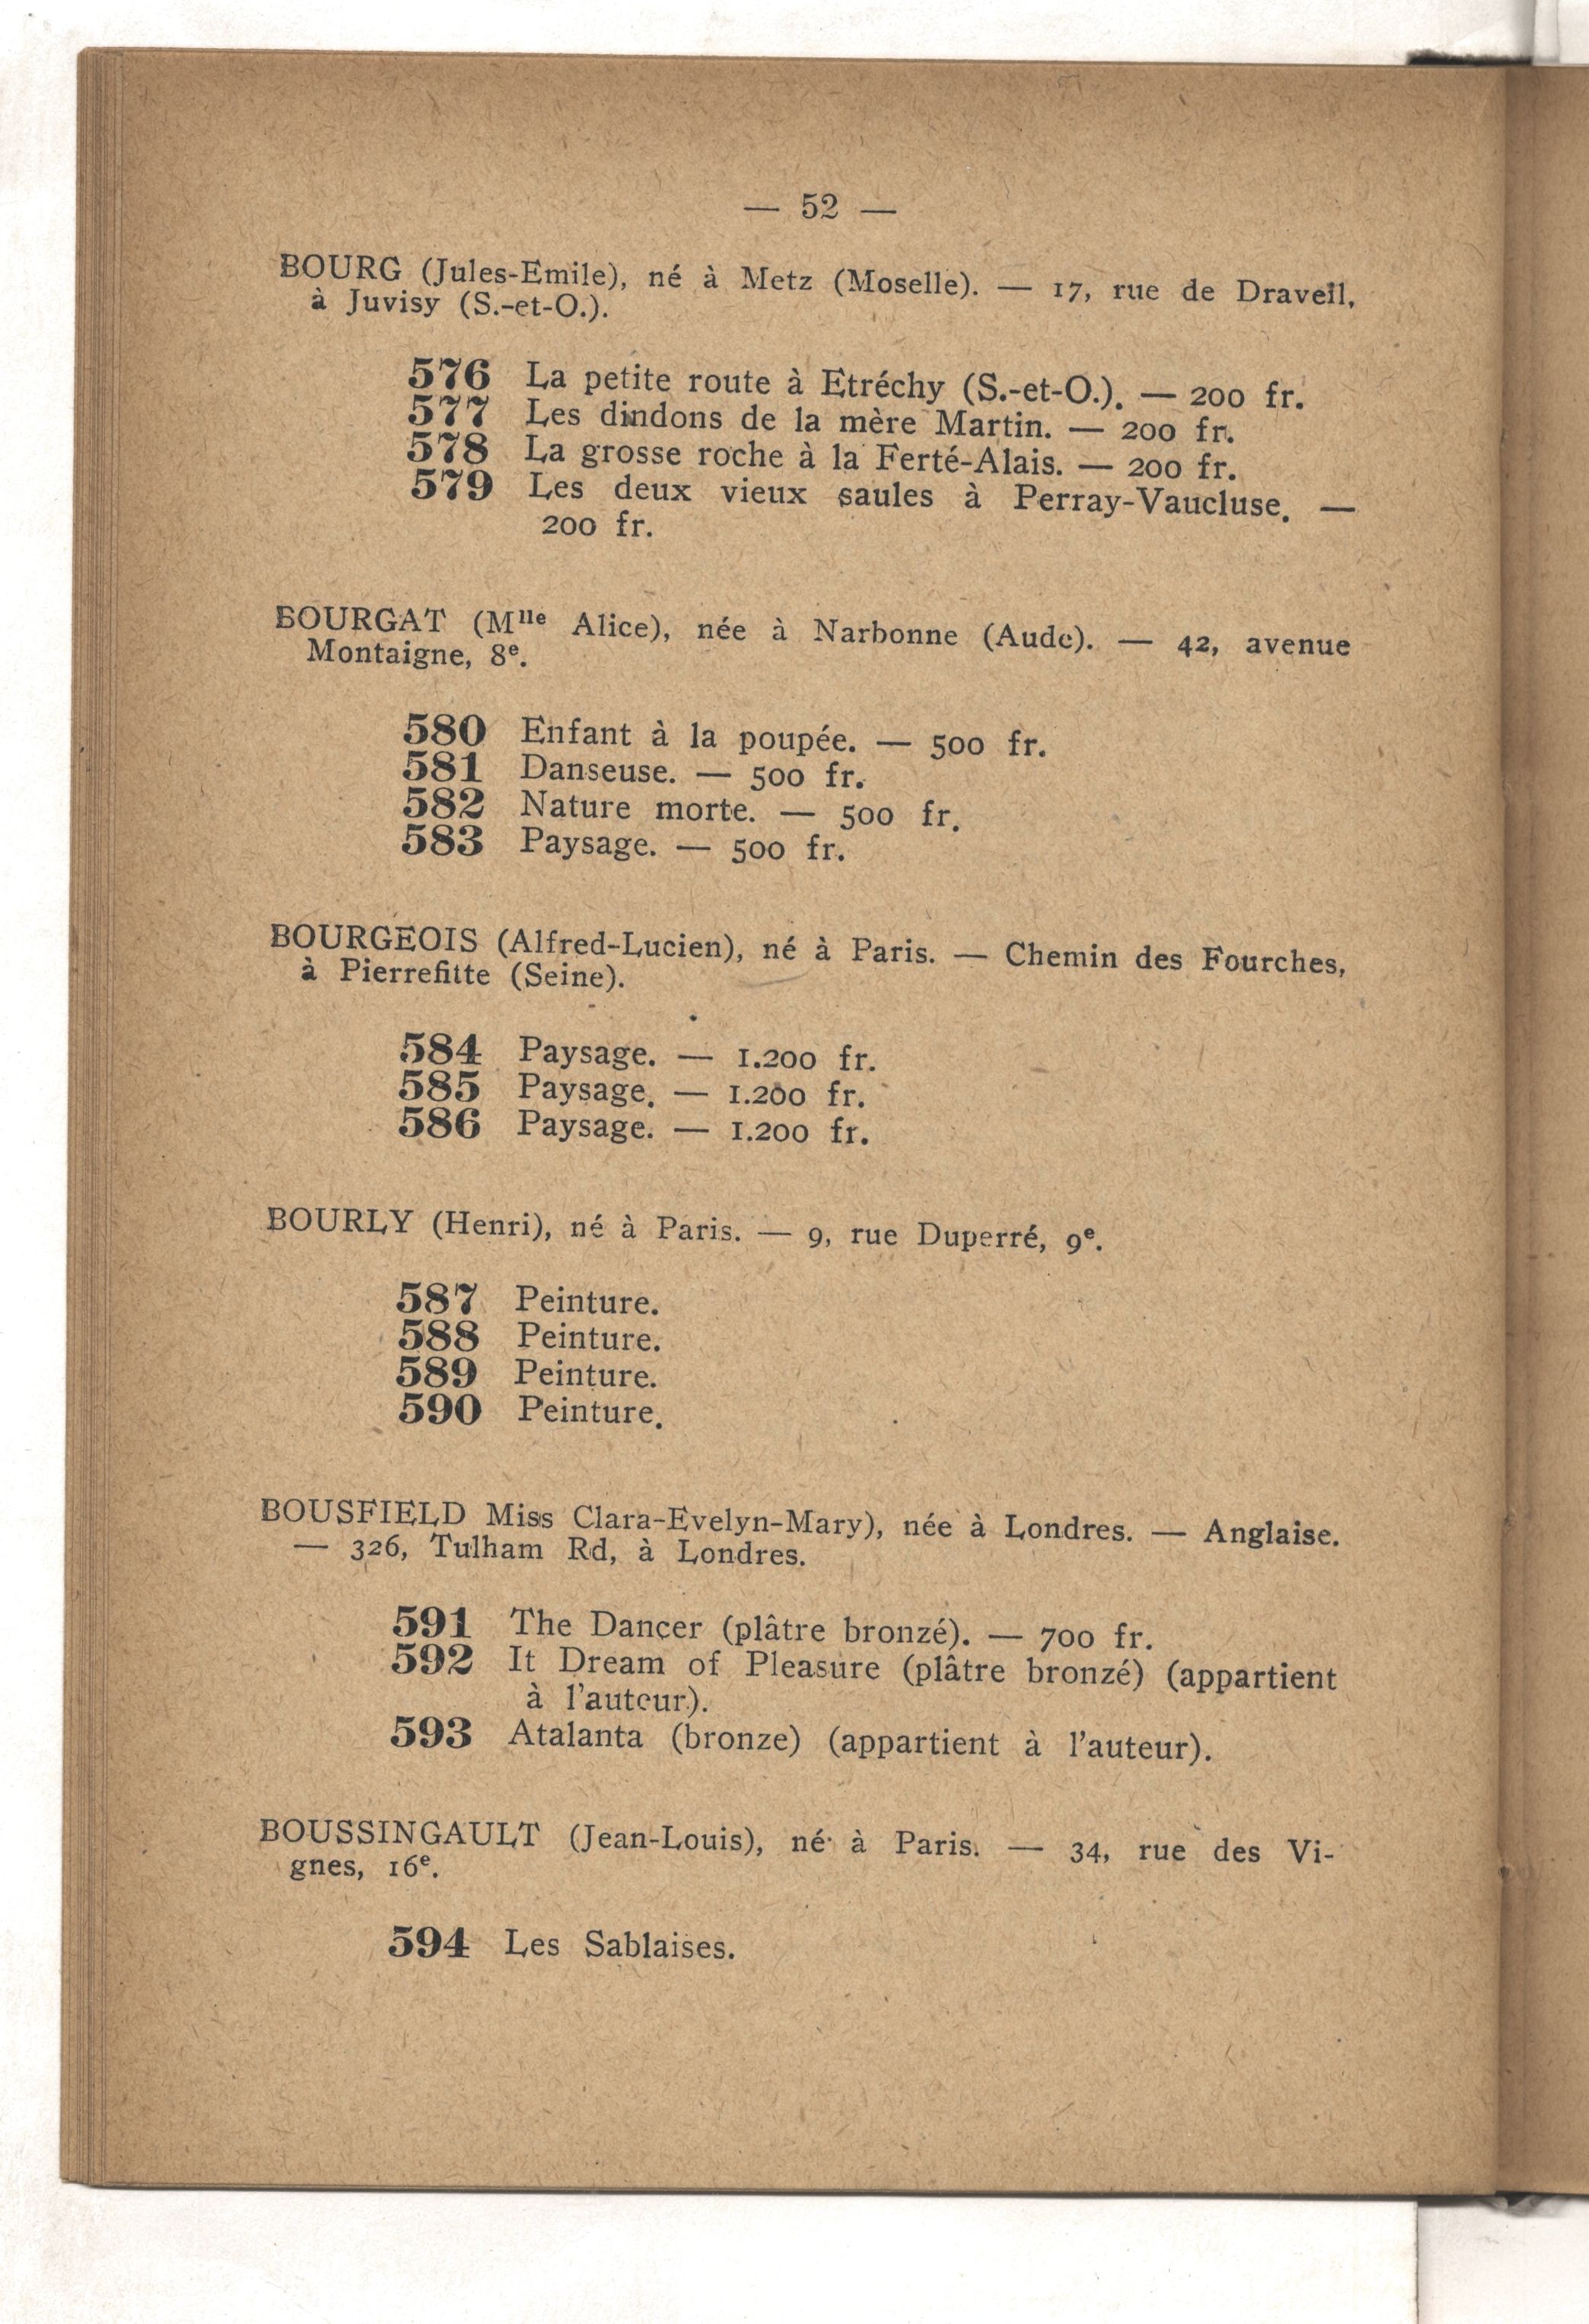 — 52 —
BOURG (Jules-Emile), né à Metz (Moselle). — 17, rue de Draveil,
à Juvisy (S.-et-O.).
576 La petite route à Etréchy (S.-et-O.). — 200 fr.
577 Les dindons de la mère Martin. — 200 fr.
578 La grosse roche à la Ferté-Alais. — 200 fr.
579 Les deux vieux saules à Perray-Vaucluse. —
200 fr.
BOURGAT (Mlle Alice), née à Narbonne (Aude). — 42, avenue
Montaigne, 8e.
580 Enfant à la poupée. — 500 fr.
581 Danseuse. — 500 fr.
582 Nature morte. — 500 fr.
583 Paysage. — 500 fr.
BOURGEOIS (Alfred-Lucien), né à Paris. — Chemin des Fourches,
à Pierrefitte (Seine).
584 Paysage. — 1.200 fr.
585 Paysage. — 1.200 fr.
586 Paysage. — 1.200 fr.
BOURLY (Henri), né à Paris. — 9, rue Duperré, 9e.
587 Peinture.
588 Peinture.
589 Peinture.
590 Peinture.
BOUSFIELD Miss Clara-Evelyn-Mary), née à Londres. — Anglaise.
— 326, Tulham Rd, à Londres.
591 The Dancer (plâtre bronzé). — 700 fr.
592 It Dream of Pleasure (plâtre bronzé) (appartient
à l'auteur).
593 Atalanta (bronze) (appartient à l'auteur).
BOUSSINGAULT (Jean-Louis), né à Paris. — 34, rue des Vi-
gnes, 16e.
594 Les Sablaises.